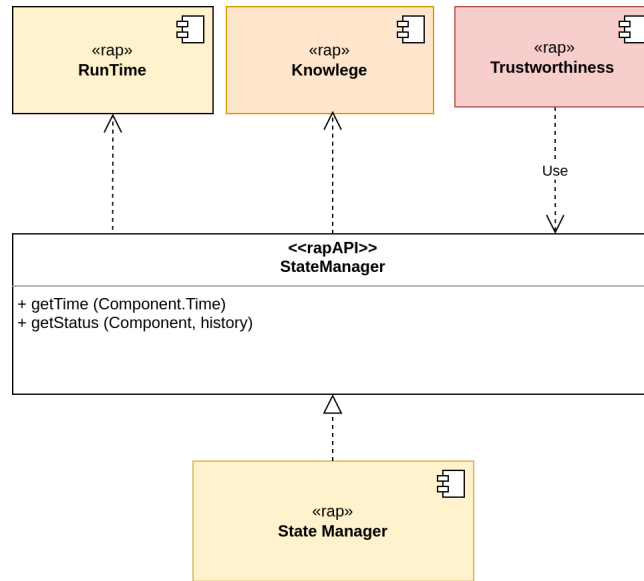 «rap»
RunTime
«rap»
Knowlege
«rap»
Trustworthiness
Use
<<rapAPI>>
StateManager
+ getTime (Component.Time)
+ getStatus (Component, history)
«rap»
State Manager